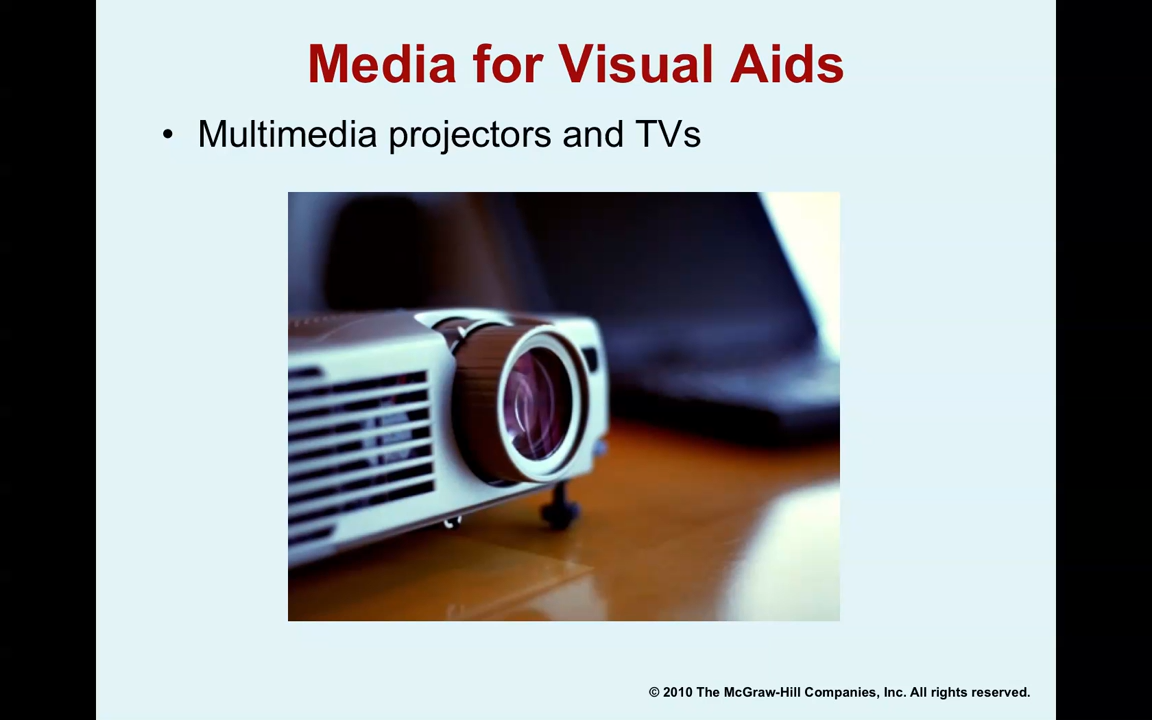 Media for Visual Aids
• Multimedia projectors and TVs
© 2010 The McGraw-Hill Companies, Inc. All rights reserved.